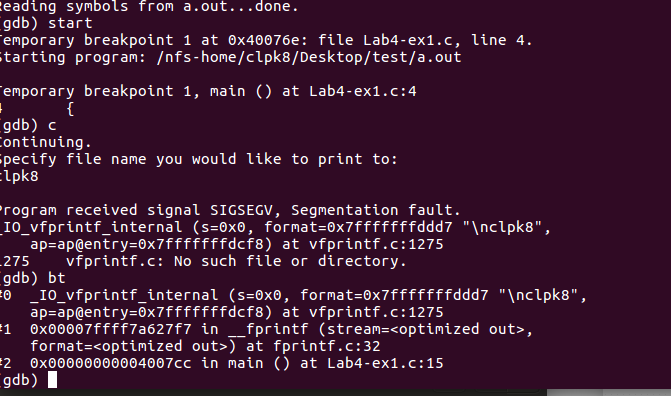 Reading symbols from a.out...done.
(gdb) start
Temporary breakpoint 1 at 0x40076e: file Lab4-ex1.c, line 4.
Starting program: /nfs-home/clpk8/Desktop/test/a.out
Temporary breakpoint 1, main () at Lab4-ex1.c:4
4 {
(gdb) c
Continuing.
Specify file name you would like to print to:
clpk8
Program received signal SIGSEGV, Segmentation fault.
_IO_vfprintf_internal (s=0x0, format=0x7fffffffddd7 "\nclpk8",
ap=ap@entry=0x7fffffffdcf8) at vfprintf.c:1275
1275 vfprintf.c: No such file or directory.
(gdb) bt
#0 _IO_vfprintf_internal (s=0x0, format=0x7fffffffddd7 "\nclpk8",
ap=ap@entry=0x7fffffffdcf8) at vfprintf.c:1275
#1 0x00007ffff7a627f7 in __fprintf (stream=<optimized out>,
format=<optimized out>) at fprintf.c:32
#2 0x00000000004007cc in main () at Lab4-ex1.c:15
(gdb)